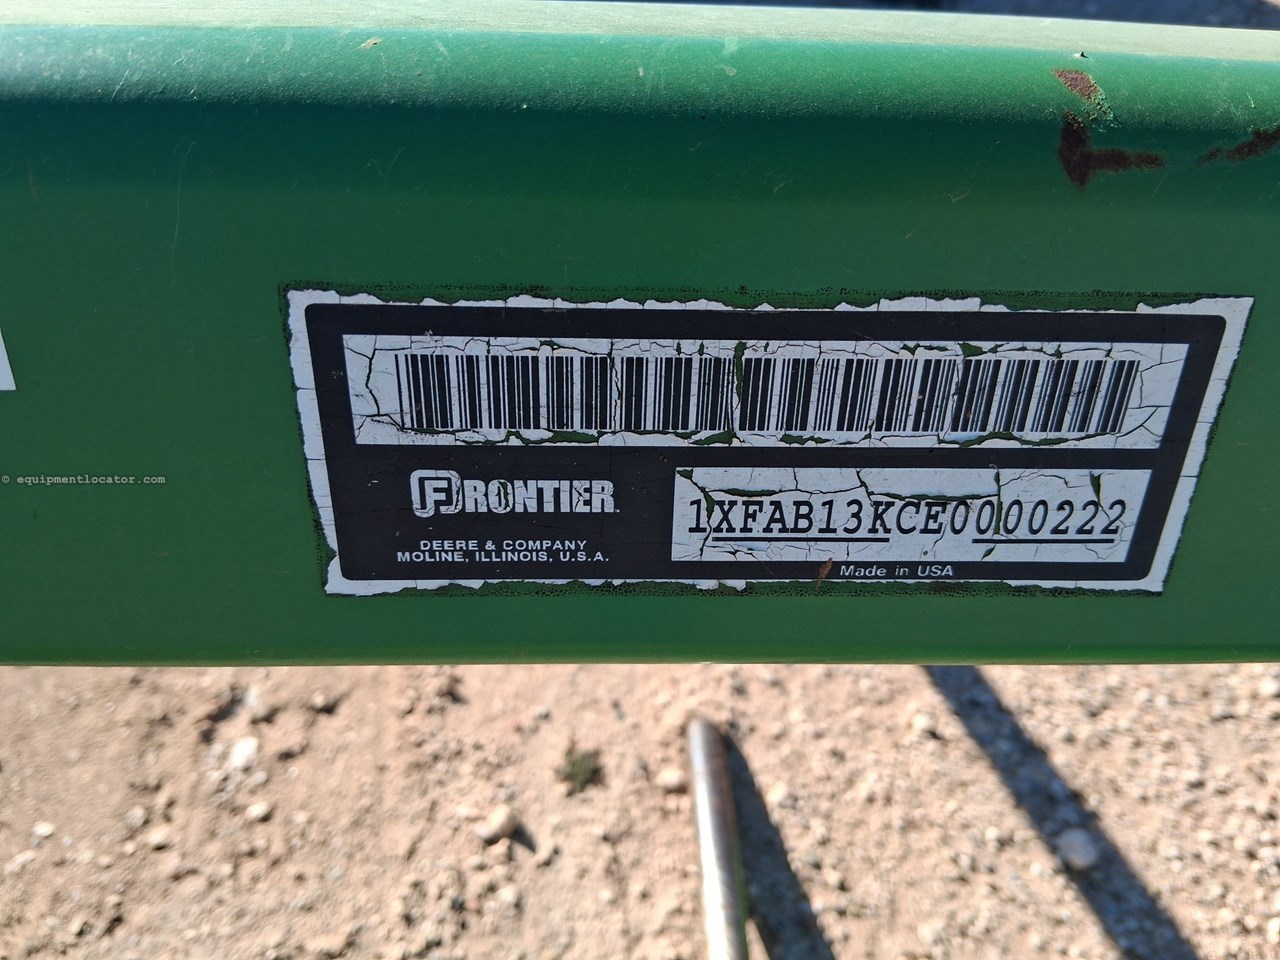 © equipmentlocator.com
FRONTIER.
DEERE & COMPANY
MOLINE, ILLINOIS, U.S.A.
1XFAB13KCE0000222
Made in USA